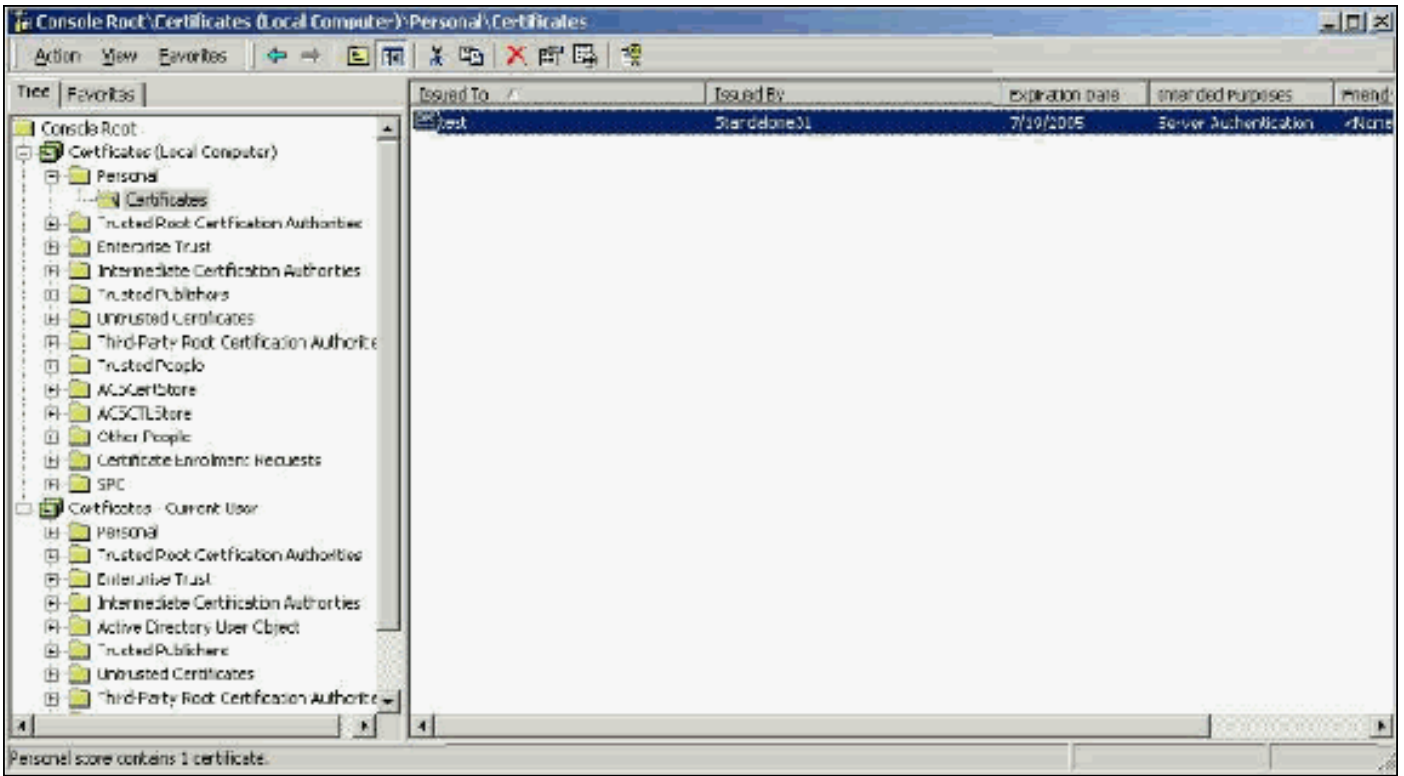 Console Root\Certificates (Local Computer)\Personal\Certificates
Action View Favorites
Tree Favorites
Issued To Issued By Expiration Date Intended Purposes Friend
test Standalone01 7/19/2005 Server Authentication <None
Console Root
Certificates (Local Computer)
Personal
Certificates
Trusted Root Certification Authorities
Enterprise Trust
Intermediate Certification Authorities
Trusted Publishers
Untrusted Certificates
Third-Party Root Certification Authoritie
Trusted People
ACSCertStore
ACSCTLStore
Other People
Certificate Enrollment Requests
SPC
Certificates - Current User
Personal
Trusted Root Certification Authorities
Enterprise Trust
Intermediate Certification Authorities
Active Directory User Object
Trusted Publishers
Untrusted Certificates
Third-Party Root Certification Authoritie
Personal store contains 1 certificate.